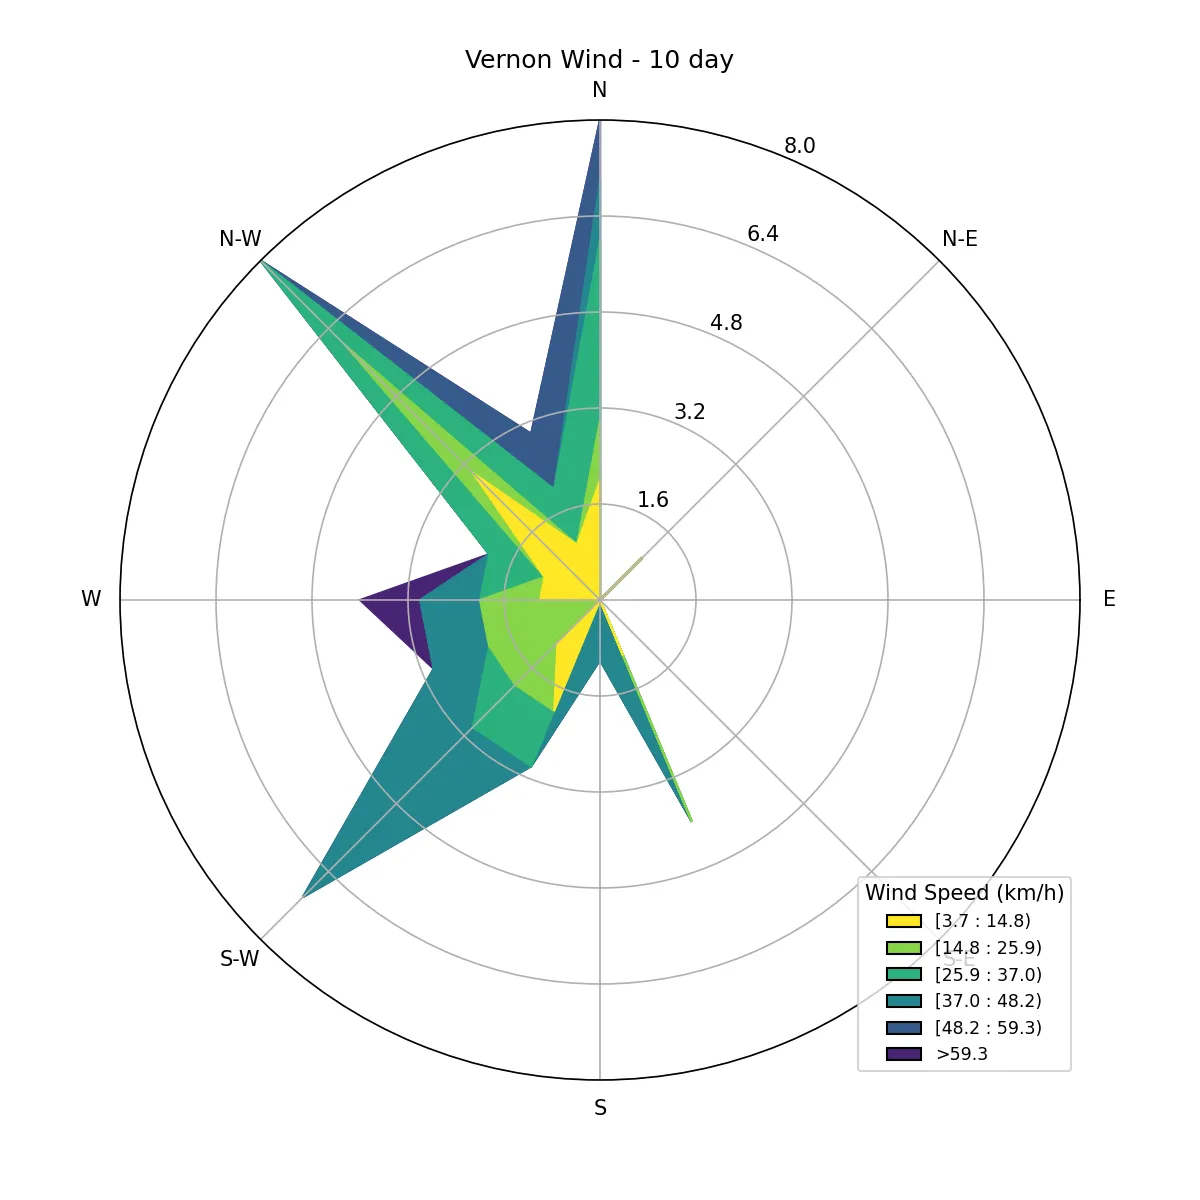 Vernon Wind - 10 day
N
8.0
N-W
6.4
N-E
4.8
3.2
1.6
W
E
S-W
S-E
S
Wind Speed (km/h)
[3.7 : 14.8)
[14.8 : 25.9)
[25.9 : 37.0)
[37.0 : 48.2)
[48.2 : 59.3)
>59.3